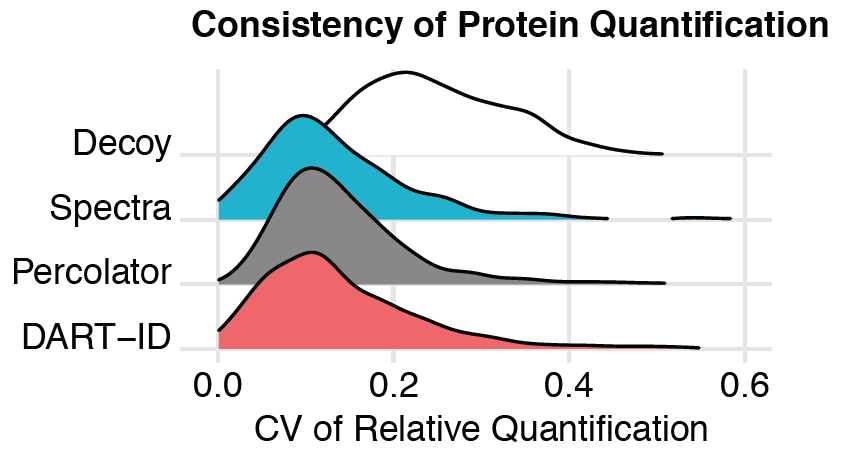 Consistency of Protein Quantification
Decoy
Spectra
Percolator
DART−ID
0.0 0.2 0.4 0.6
CV of Relative Quantification